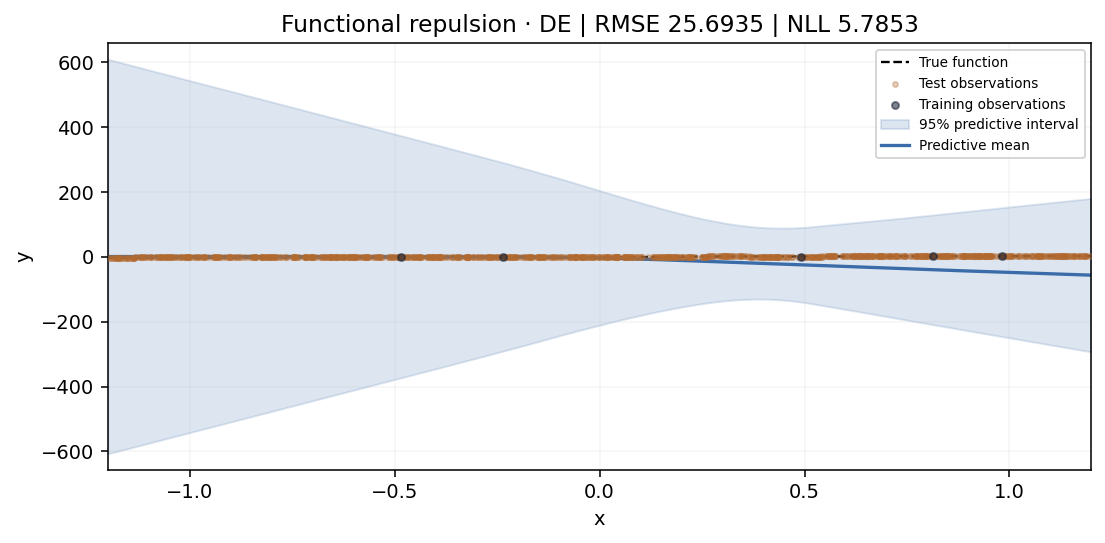 Functional repulsion · DE | RMSE 25.6935 | NLL 5.7853
True function
Test observations
Training observations
95% predictive interval
Predictive mean
y
600
400
200
0
−200
−400
−600
−1.0
−0.5
0.0
0.5
1.0
x